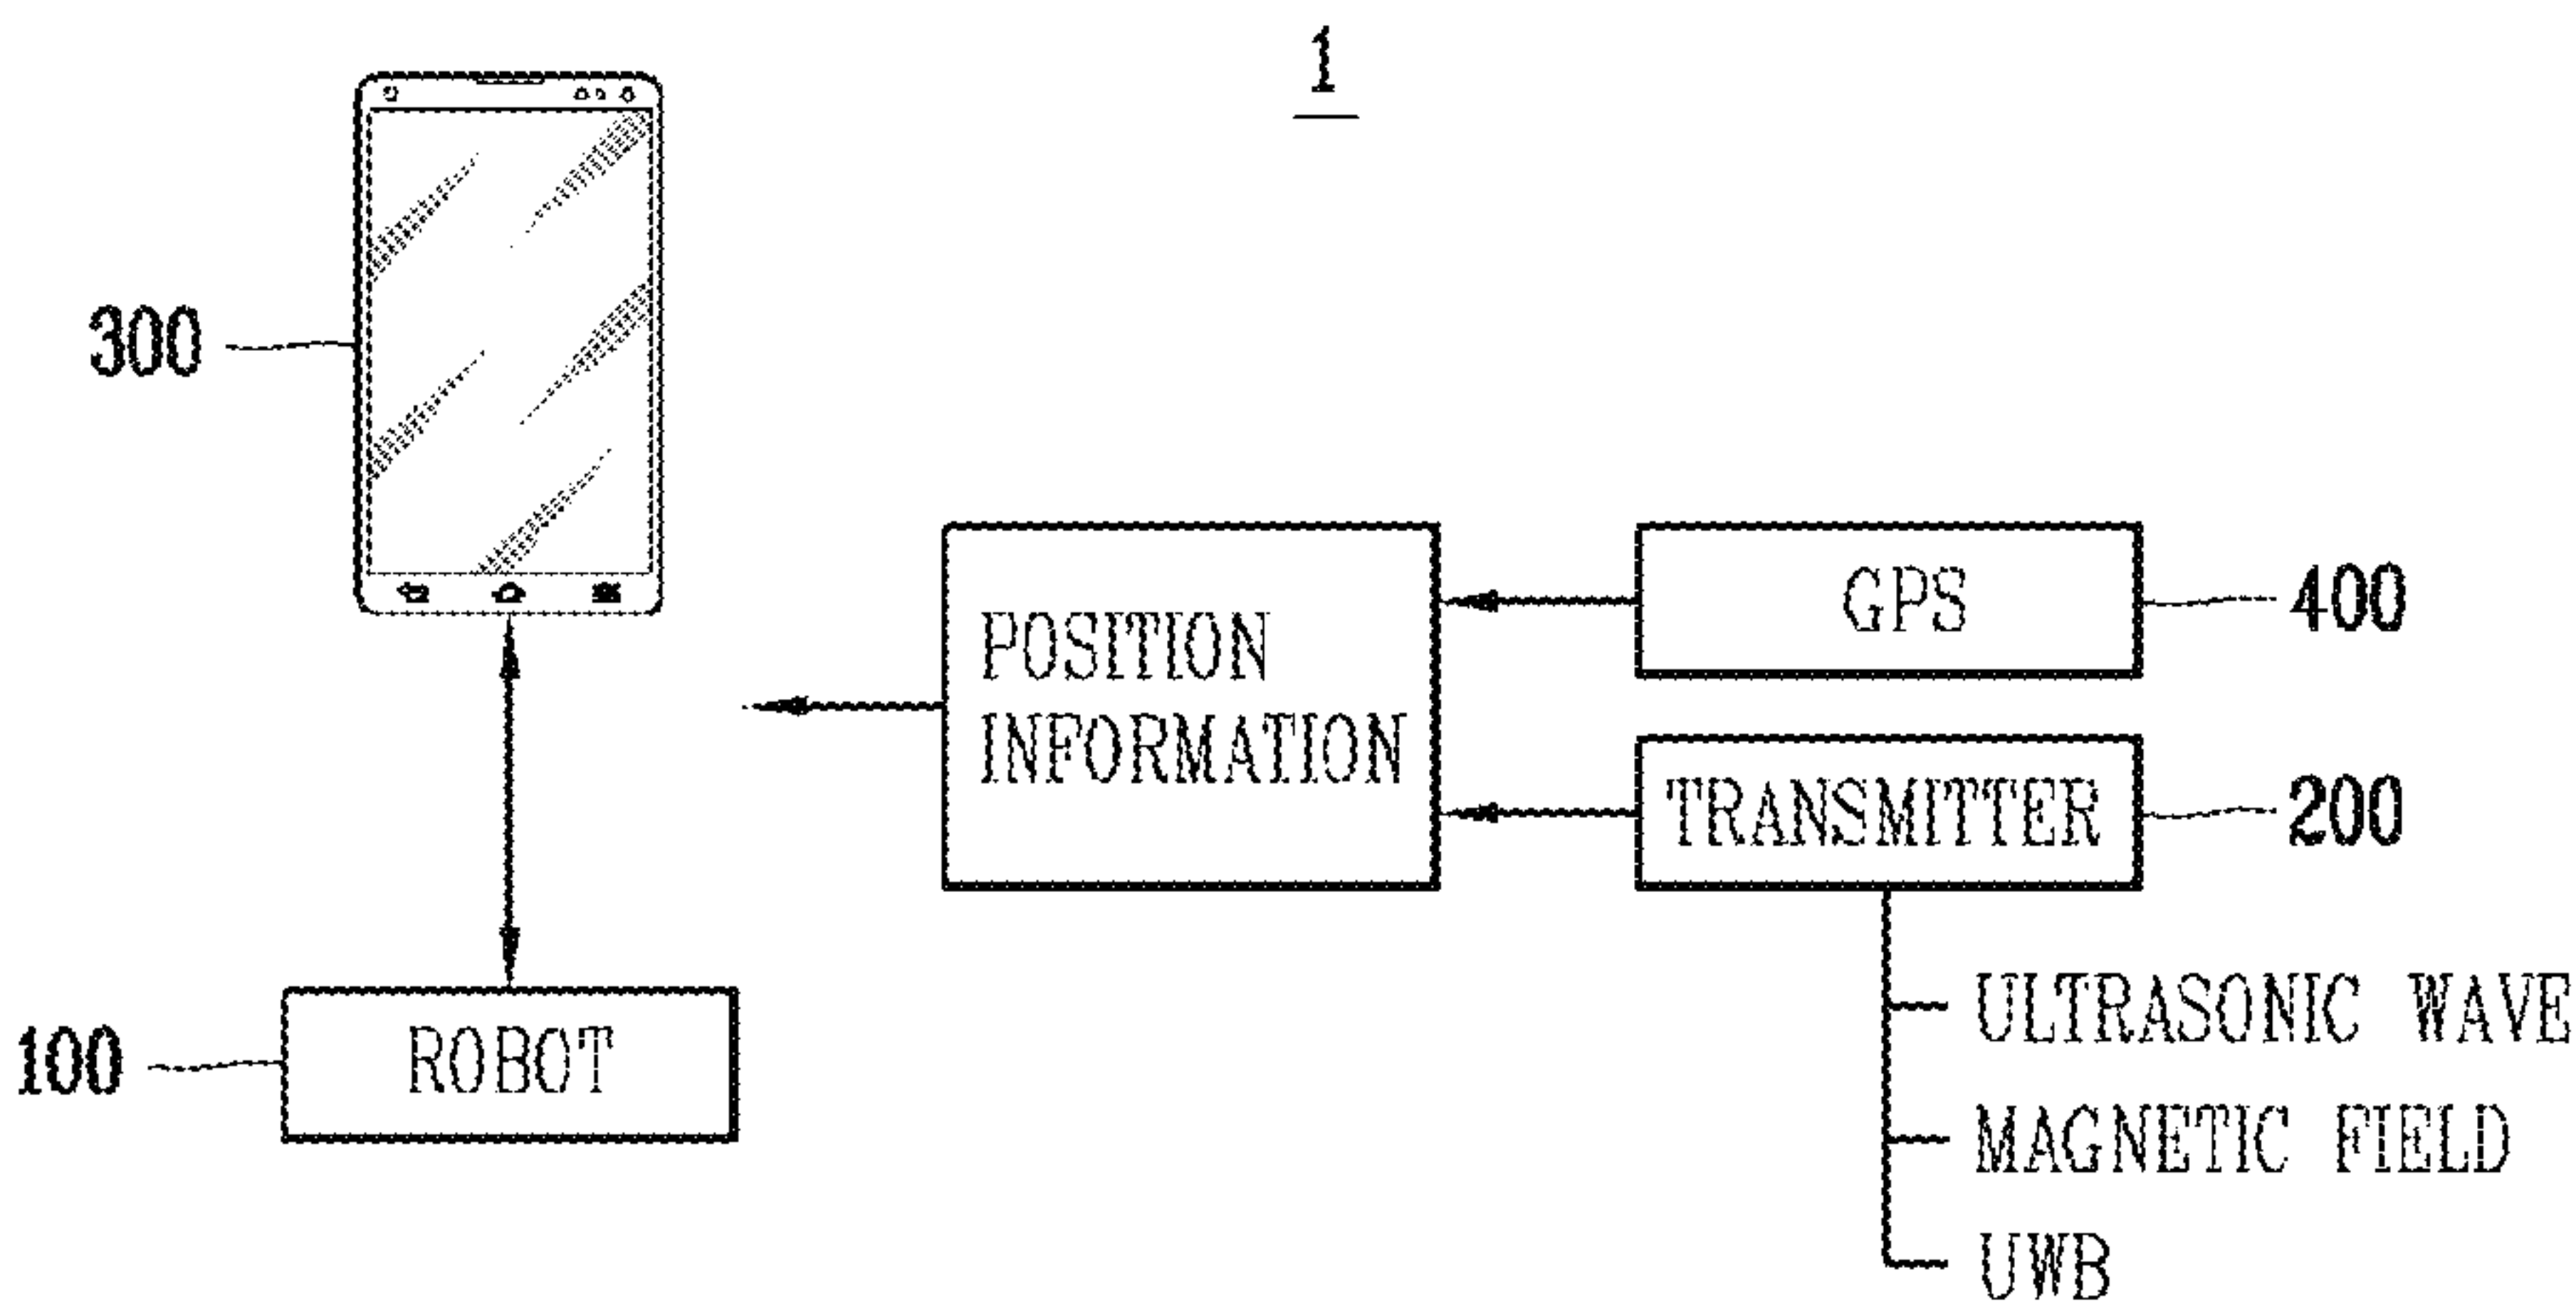 1
300
POSITION
INFORMATION
GPS
400
TRANSMITTER
200
100
ROBOT
ULTRASONIC WAVE
MAGNETIC FIELD
UWB